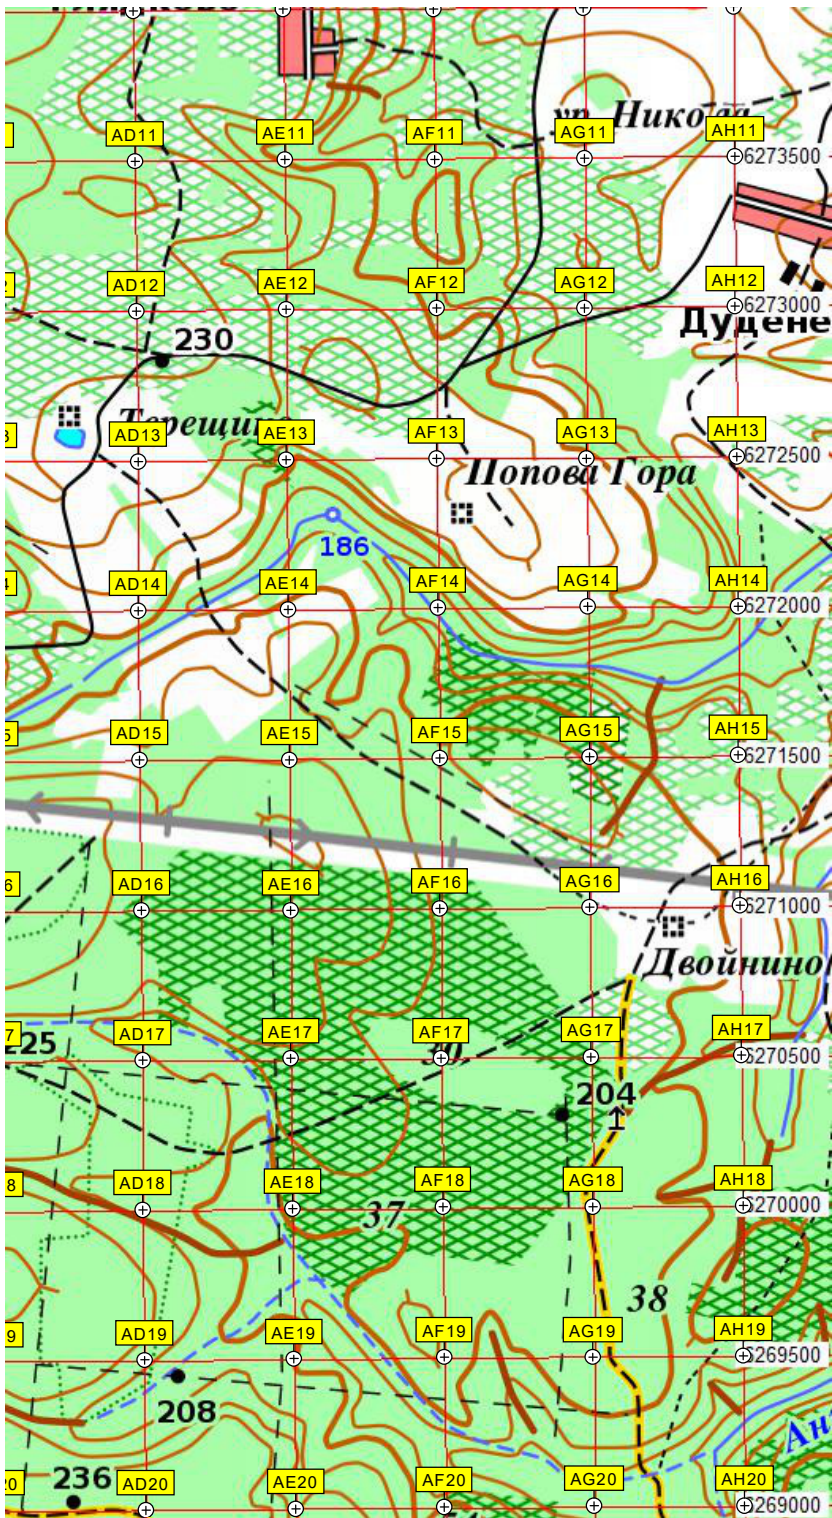 ур. Никола
AD11 AE11 AF11 AG11 AH11
6273500
AD12 AE12 AF12 AG12 AH12
6273000
230
Терещино
AD13 AE13 AF13 AG13 AH13
6272500
Попова Гора
186
AD14 AE14 AF14 AG14 AH14
6272000
AD15 AE15 AF15 AG15 AH15
6271500
AD16 AE16 AF16 AG16 AH16
6271000
Двойнино
AD17 AE17 AF17 AG17 AH17
225
39
6270500
204
AD18 AE18 AF18 AG18 AH18
37
6270000
38
AD19 AE19 AF19 AG19 AH19
6269500
208
236
AD20 AE20 AF20 AG20 AH20
6269000